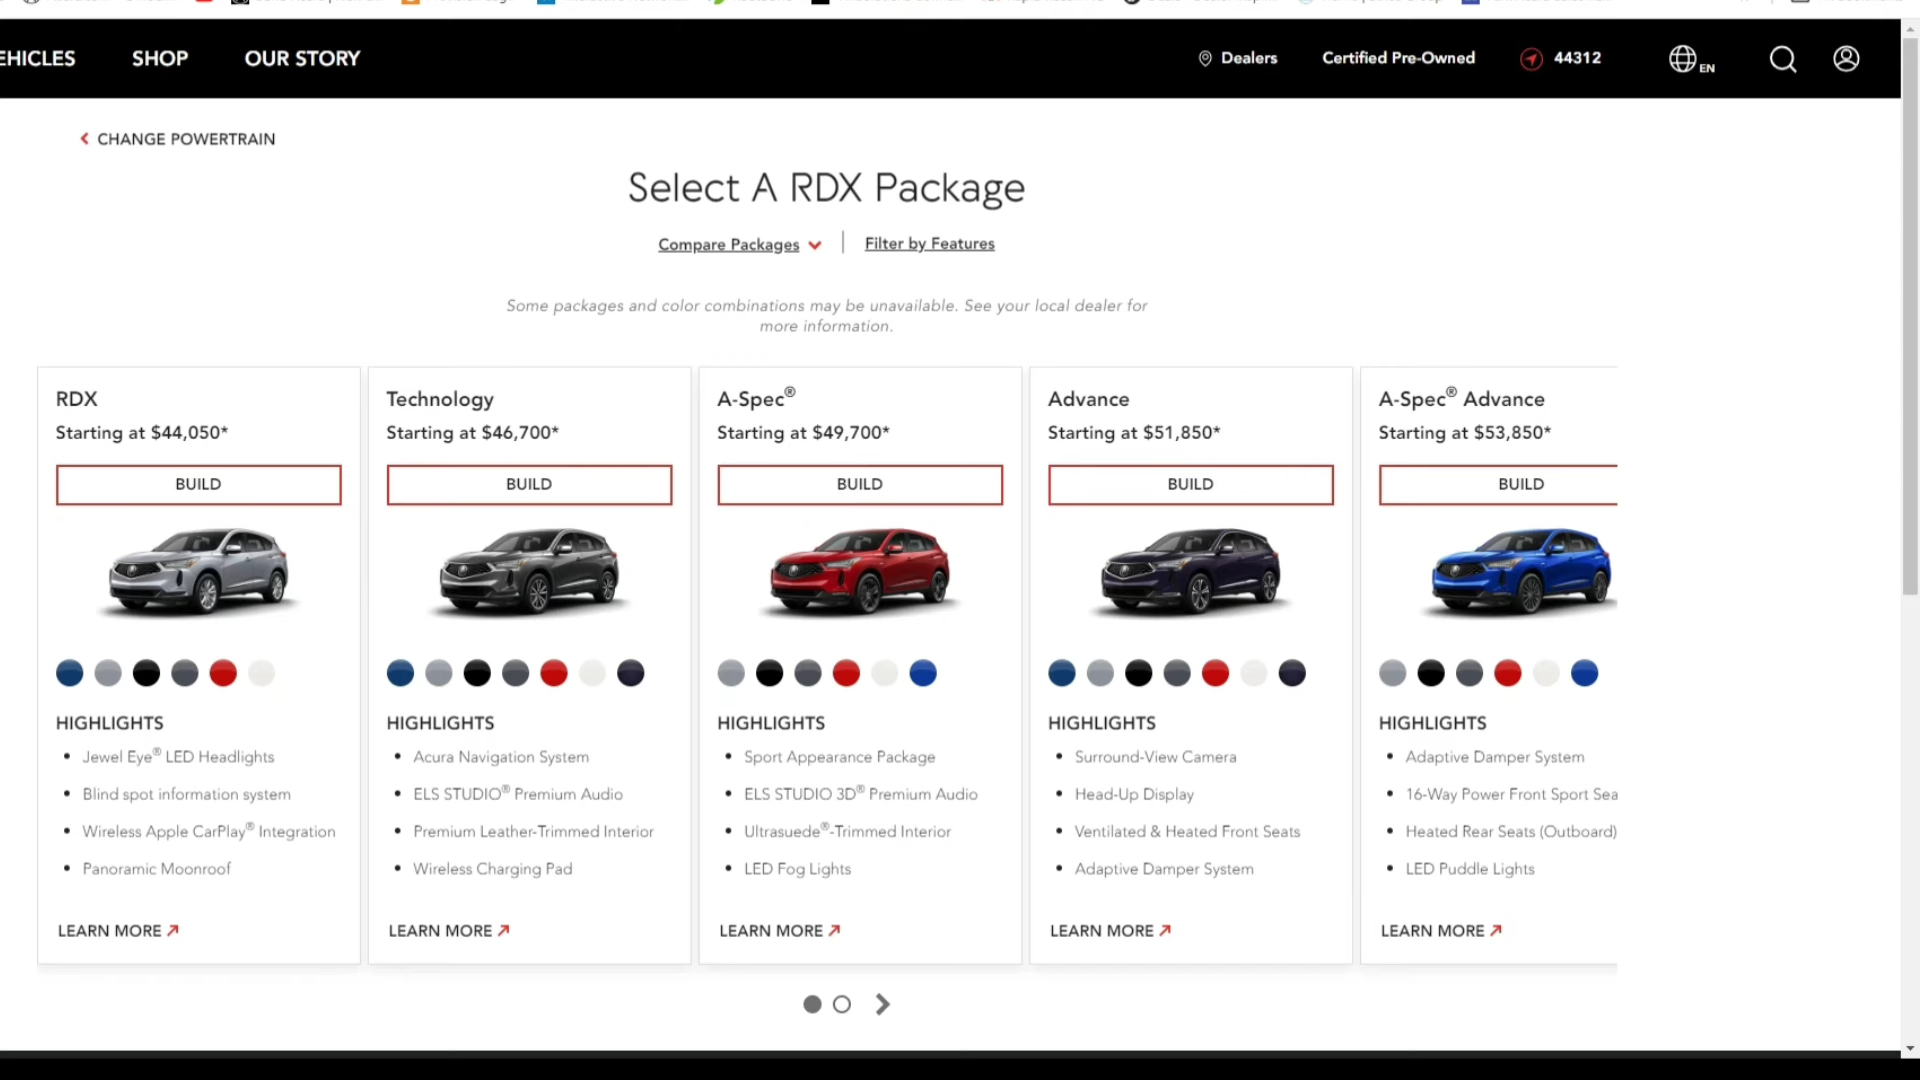 EHICLES
SHOP
OUR STORY
Dealers
Certified Pre-Owned
44312
EN
CHANGE POWERTRAIN
Select A RDX Package
Compare Packages
Filter by Features
Some packages and color combinations may be unavailable. See your local dealer for
more information.
RDX
Starting at $44,050*
BUILD
HIGHLIGHTS
Jewel Eye® LED Headlights
Blind spot information system
Wireless Apple CarPlay® Integration
Panoramic Moonroof
LEARN MORE
Technology
Starting at $46,700*
BUILD
HIGHLIGHTS
Acura Navigation System
ELS STUDIO® Premium Audio
Premium Leather-Trimmed Interior
Wireless Charging Pad
LEARN MORE
A-Spec®
Starting at $49,700*
BUILD
HIGHLIGHTS
Sport Appearance Package
ELS STUDIO 3D® Premium Audio
Ultrasuede®-Trimmed Interior
LED Fog Lights
LEARN MORE
Advance
Starting at $51,850*
BUILD
HIGHLIGHTS
Surround-View Camera
Head-Up Display
Ventilated & Heated Front Seats
Adaptive Damper System
LEARN MORE
A-Spec® Advance
Starting at $53,850*
BUILD
HIGHLIGHTS
Adaptive Damper System
16-Way Power Front Sport Sea
Heated Rear Seats (Outboard)
LED Puddle Lights
LEARN MORE